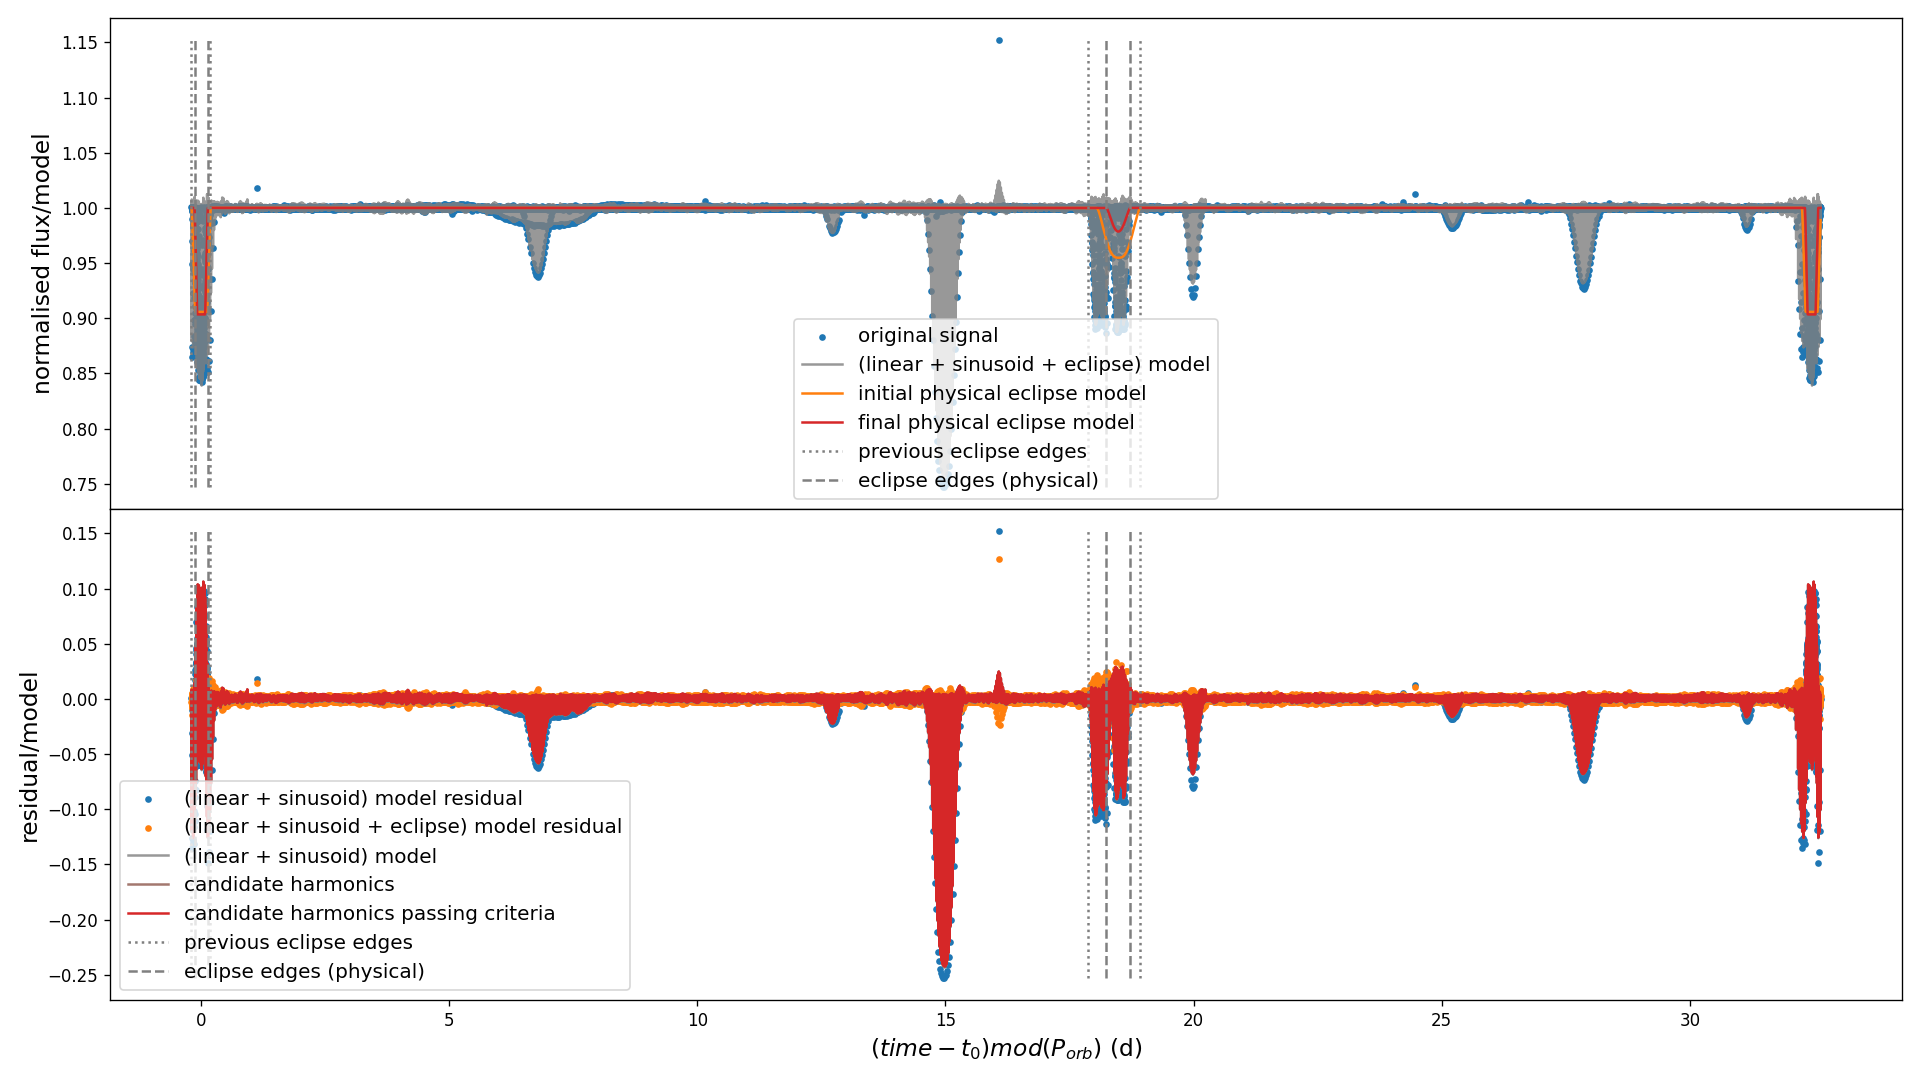 1.15
1.10
1.05
1.00
0.95
0.90
0.85
0.80
0.75
normalised flux/model
original signal
(linear + sinusoid + eclipse) model
initial physical eclipse model
final physical eclipse model
previous eclipse edges
eclipse edges (physical)
0.15
0.10
0.05
0.00
−0.05
−0.10
−0.15
−0.20
−0.25
residual/model
(linear + sinusoid) model residual
(linear + sinusoid + eclipse) model residual
(linear + sinusoid) model
candidate harmonics
candidate harmonics passing criteria
previous eclipse edges
eclipse edges (physical)
0 5 10 15 20 25 30
(time − t₀)mod(P_orb) (d)